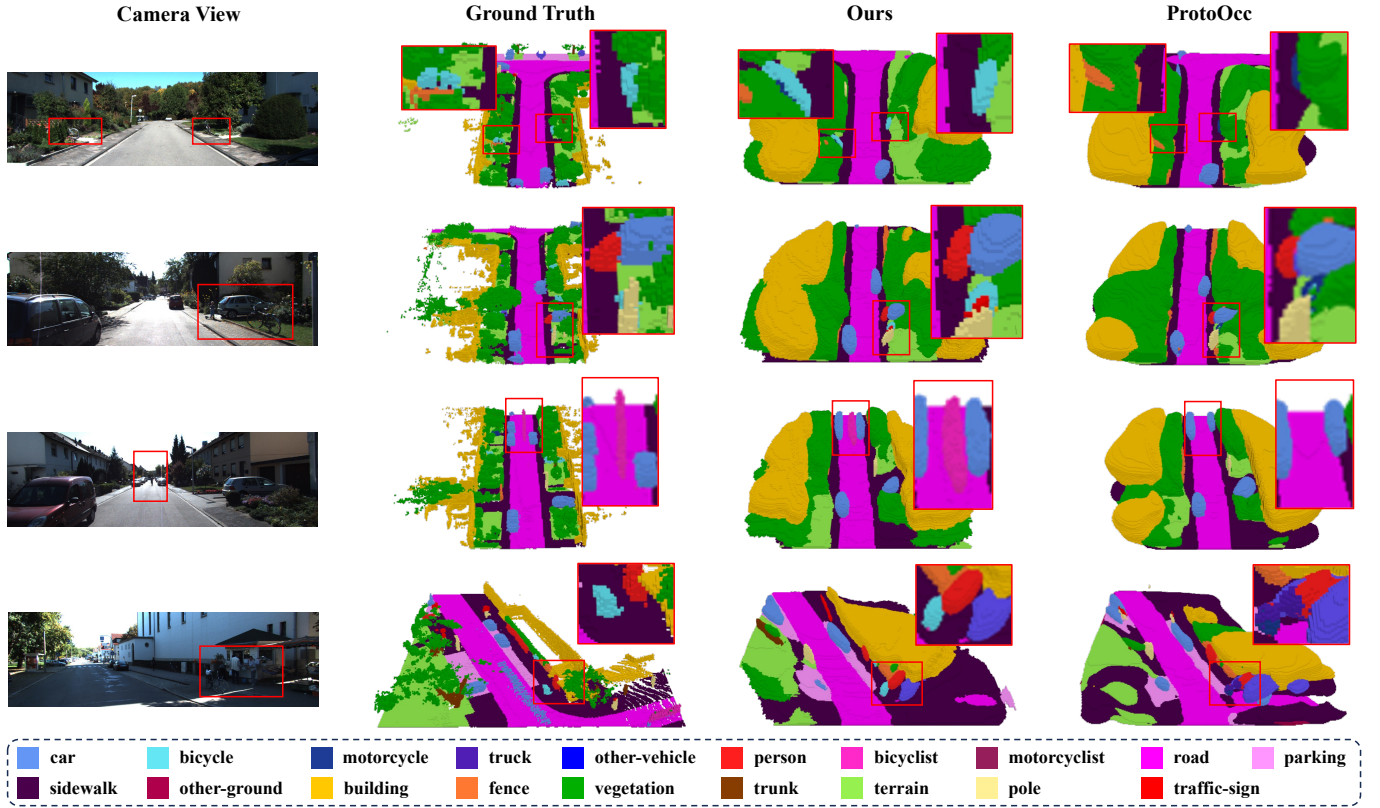 Camera View Ground Truth Ours ProtoOcc
car bicycle motorcycle truck other-vehicle person bicyclist motorcyclist road parking
sidewalk other-ground building fence vegetation trunk terrain pole traffic-sign